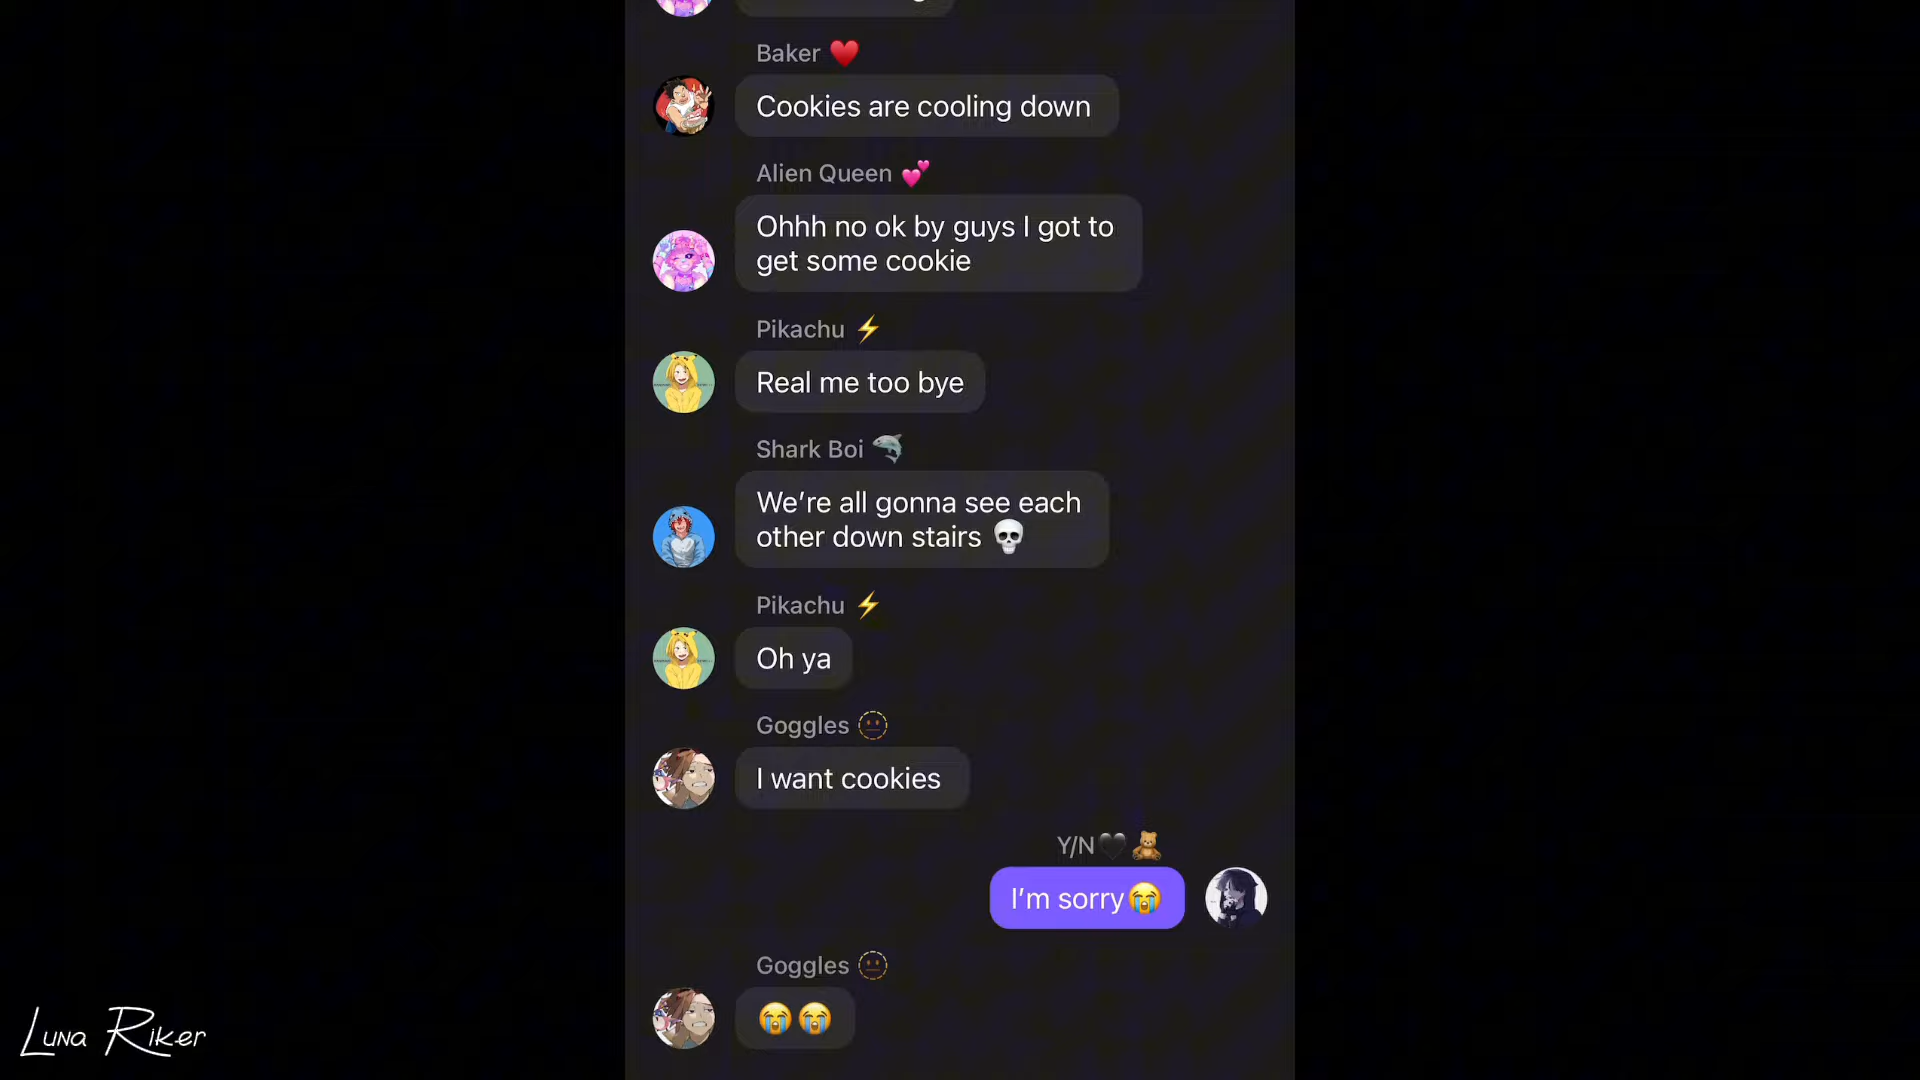 Baker ❤️
Cookies are cooling down
Alien Queen 💕
Ohhh no ok by guys I got to
get some cookie
Pikachu ⚡
Real me too bye
Shark Boi 🦈
We’re all gonna see each
other down stairs 💀
Pikachu ⚡
Oh ya
Goggles 🫥
I want cookies
Y/N🖤🧸
I’m sorry😭
Goggles 🫥
😭😭
Luna Riker